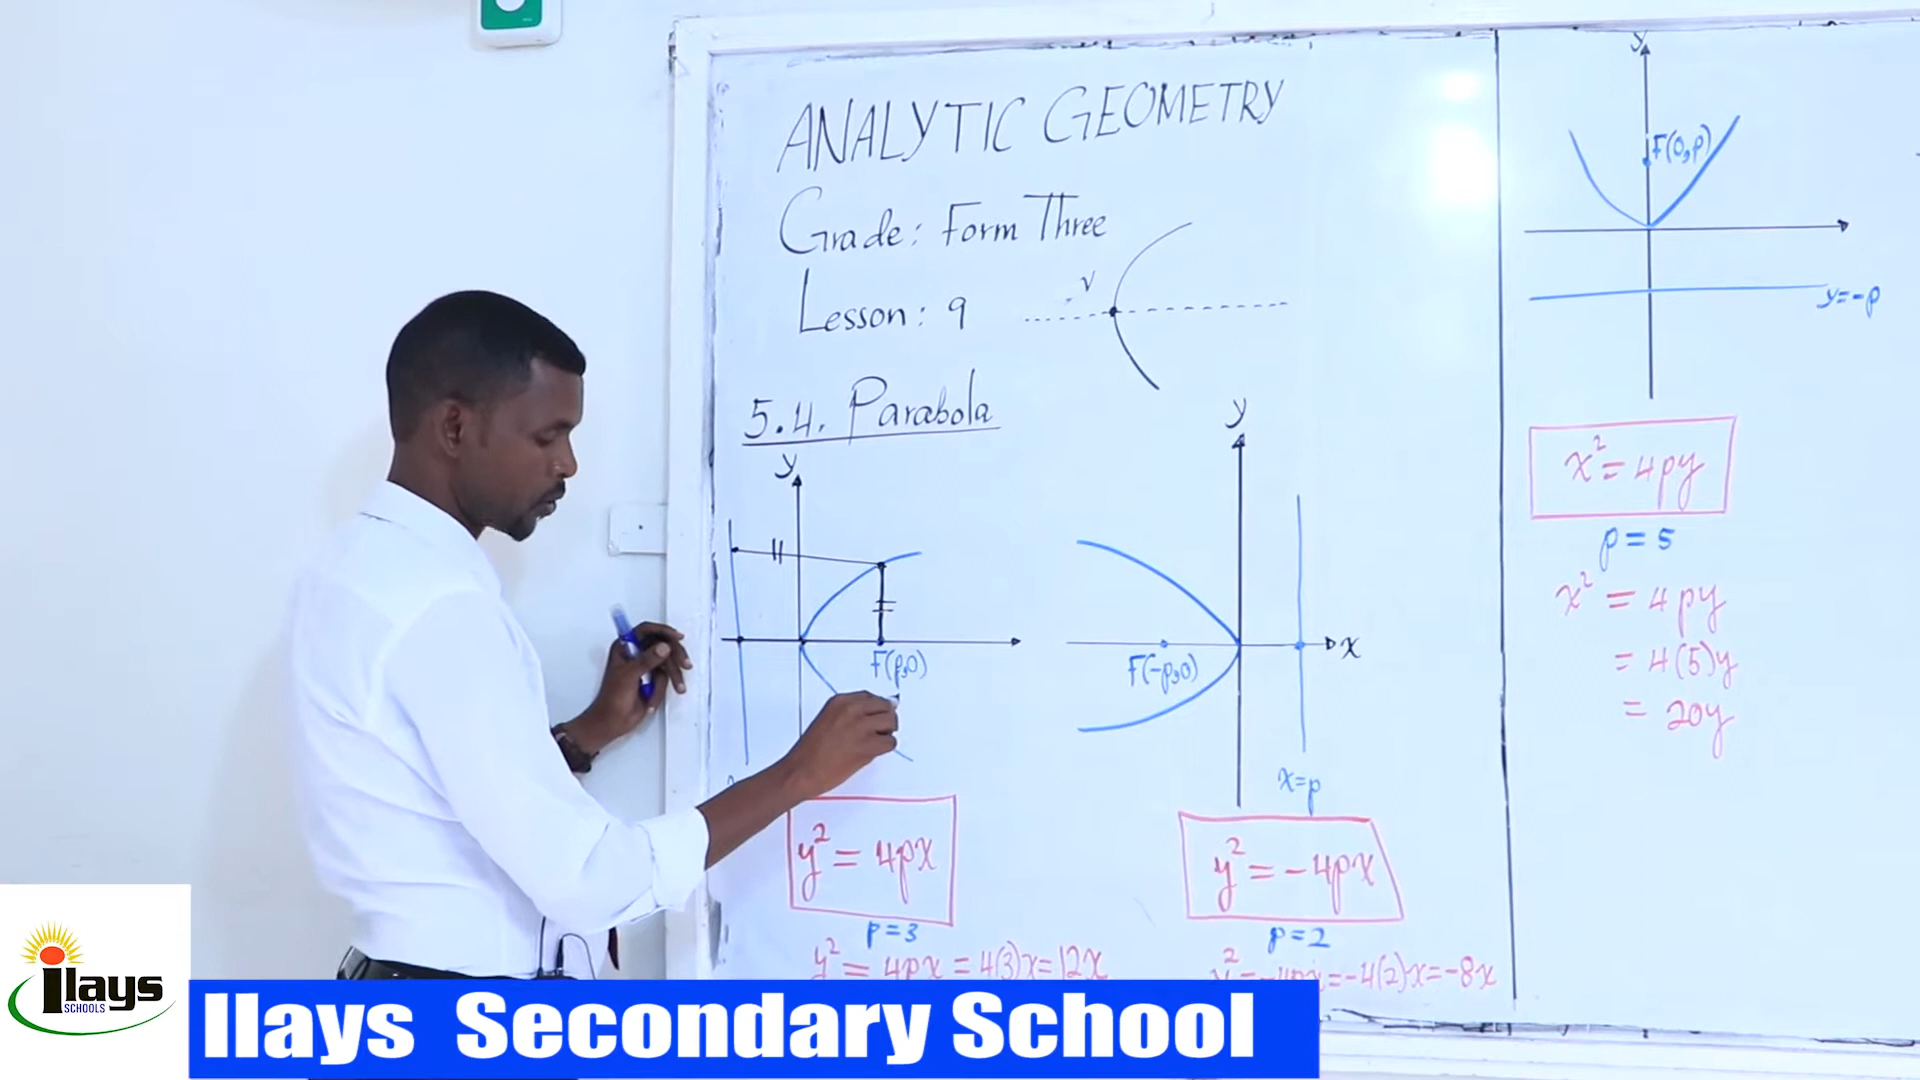 ANALYTIC GEOMETRY
Grade: Form Three
Lesson: 9
V
5.4. Parabola
y
F(p,0)
y² = 4px
p = 3
y² = 4px = 4(3)x = 12x
y
x
F(-p,0)
x=p
y² = -4px
p = 2
y² = -4px = -4(2)x = -8x
y
F(0,p)
y=-p
x² = 4py
p = 5
x² = 4py
= 4(5)y
= 20y
ilays
SCHOOLS
Ilays Secondary School